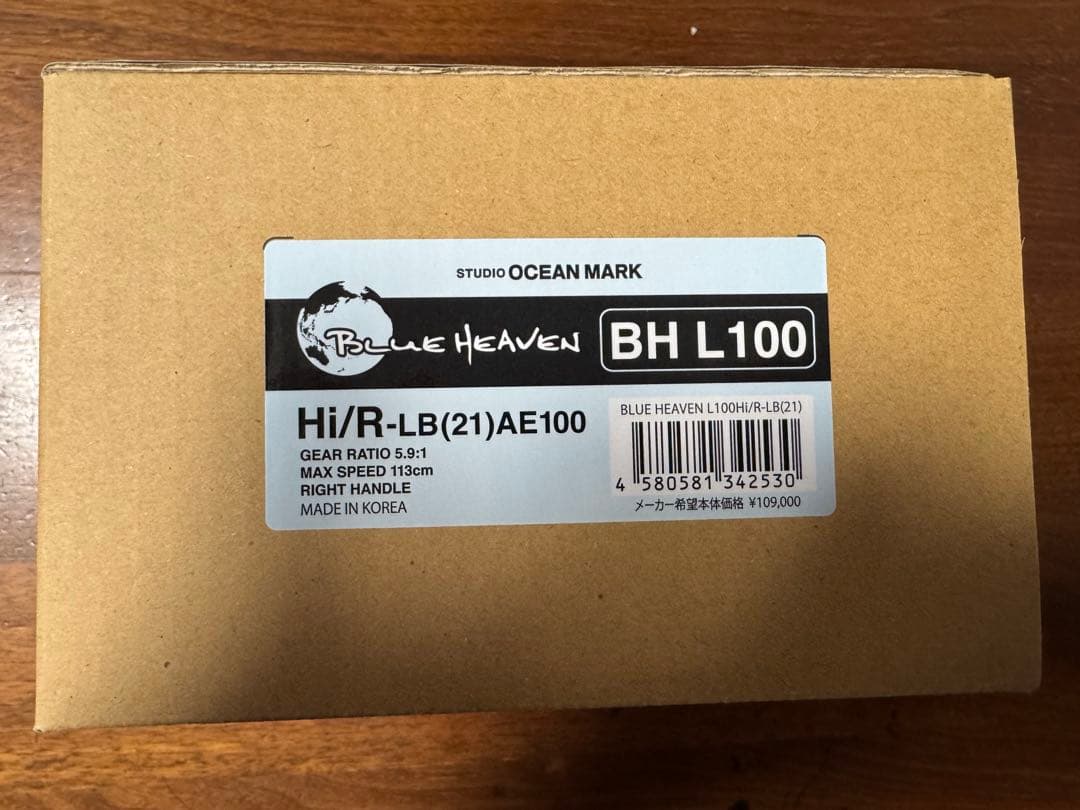 STUDIO OCEAN MARK
BLUE HEAVEN
BH L100
Hi/R-LB(21)AE100
GEAR RATIO 5.9:1
MAX SPEED 113cm
RIGHT HANDLE
MADE IN KOREA
BLUE HEAVEN L100Hi/R-LB(21)
4 580581 342530
メーカー希望本体価格 ¥109,000